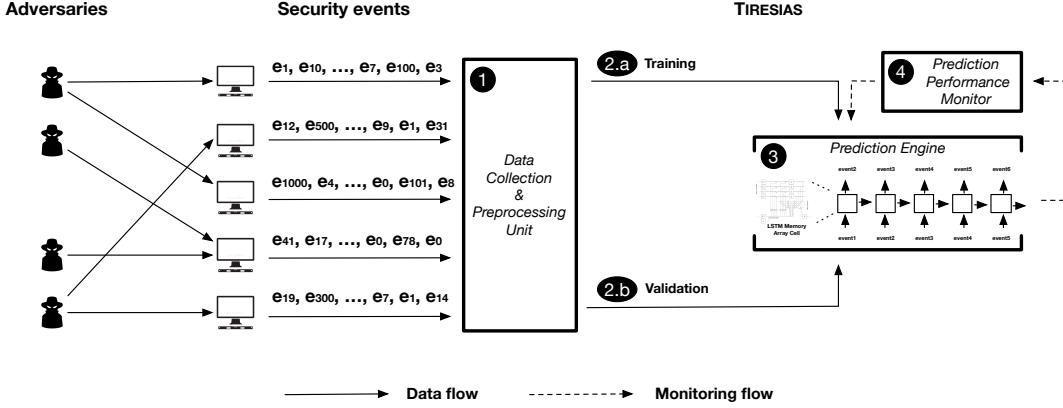 Adversaries
Security events
TIRESIAS
e1, e10, …, e7, e100, e3
e12, e500, …, e9, e1, e31
e1000, e4, …, e0, e101, e8
e41, e17, …, e0, e78, e0
e19, e300, …, e7, e1, e14
1
Data
Collection
&
Preprocessing
Unit
2.a Training
2.b Validation
4 Prediction
Performance
Monitor
3 Prediction Engine
event2 event3 event4 event5 event6
LSTM Memory
Array Cell
event1 event2 event3 event4 event5
Data flow
Monitoring flow